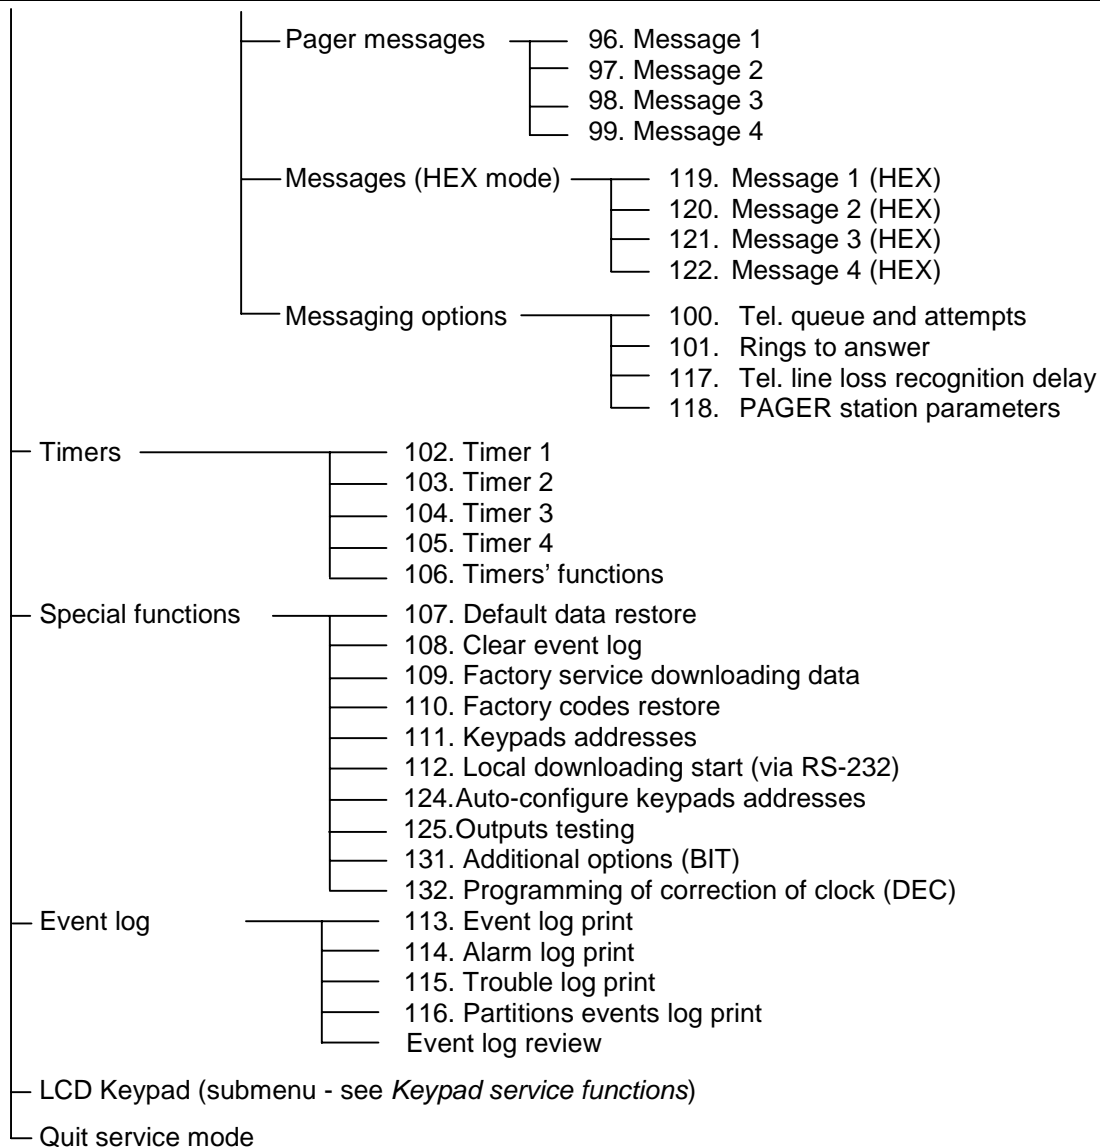 Pager messages
96. Message 1
97. Message 2
98. Message 3
99. Message 4
Messages (HEX mode)
119. Message 1 (HEX)
120. Message 2 (HEX)
121. Message 3 (HEX)
122. Message 4 (HEX)
Messaging options
100. Tel. queue and attempts
101. Rings to answer
117. Tel. line loss recognition delay
118. PAGER station parameters
Timers
102. Timer 1
103. Timer 2
104. Timer 3
105. Timer 4
106. Timers’ functions
Special functions
107. Default data restore
108. Clear event log
109. Factory service downloading data
110. Factory codes restore
111. Keypads addresses
112. Local downloading start (via RS-232)
124.Auto-configure keypads addresses
125.Outputs testing
131. Additional options (BIT)
132. Programming of correction of clock (DEC)
Event log
113. Event log print
114. Alarm log print
115. Trouble log print
116. Partitions events log print
Event log review
LCD Keypad (submenu - see Keypad service functions)
Quit service mode